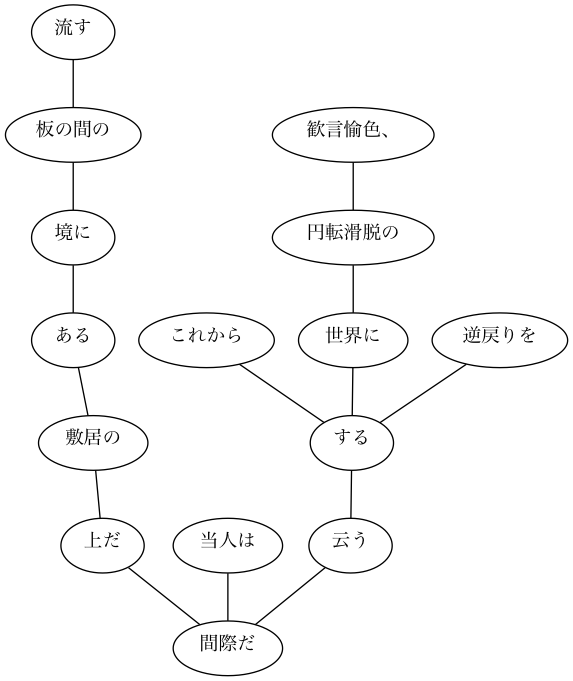 流す
板の間の
歓言愉色、
境に
円転滑脱の
ある
これから
世界に
逆戻りを
敷居の
する
上だ
当人は
云う
間際だ